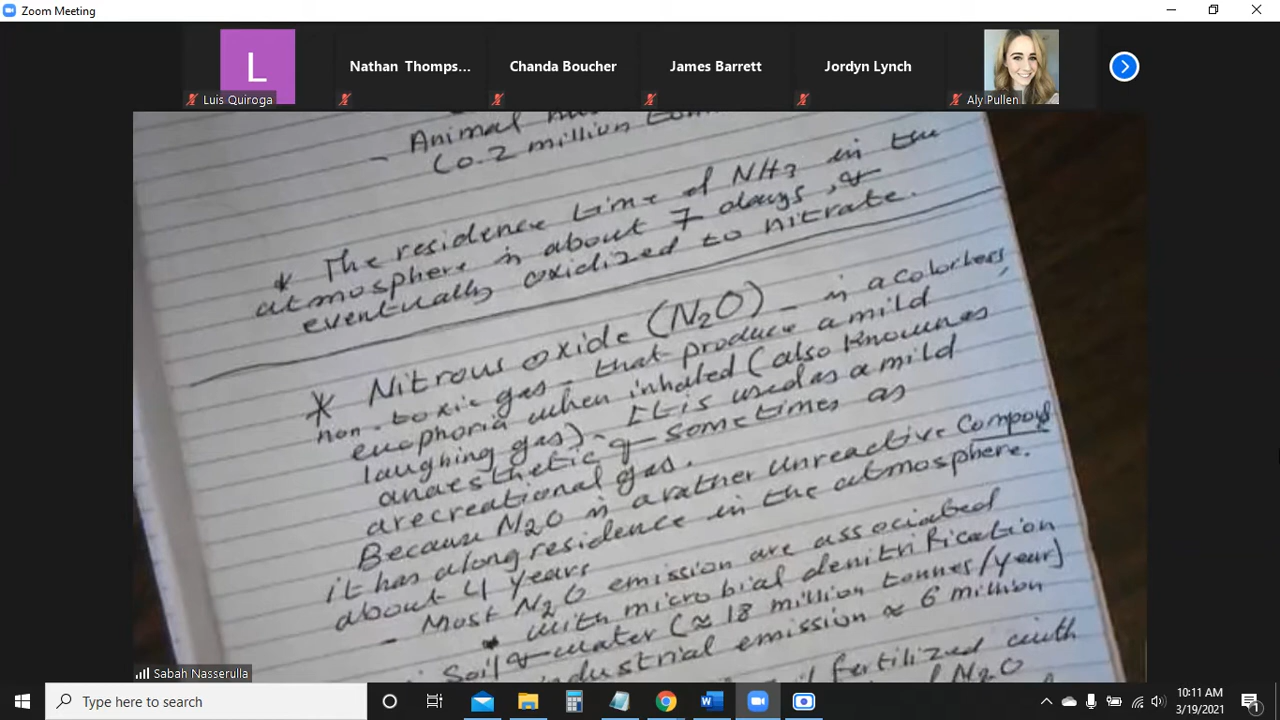 Zoom Meeting
L
Luis Quiroga
Nathan Thomps...
Chanda Boucher
James Barrett
Jordyn Lynch
Aly Pullen
- Animal
(0.2 million
* The residence time of NH3 in the
atmosphere is about 7 days, &
eventually oxidized to nitrate.
* Nitrous oxide (N2O) - is a colorless,
non-toxic gas - that produce a mild
euophoria when inhaled (also known as
laughing gas). It is used as a mild
anaesthetic & sometimes as
a recreational gas.
Because N2O is a rather unreactive compoud
it has a long residence in the atmosphere.
about 4 years
- Most N2O emission are associated
with microbial denitrification
soil & water (≈ 18 million tonnes/year)
industrial emission ≈ 6 million
fertilized with
N2O
Sabah Nasserulla
Type here to search
10:11 AM
3/19/2021
1